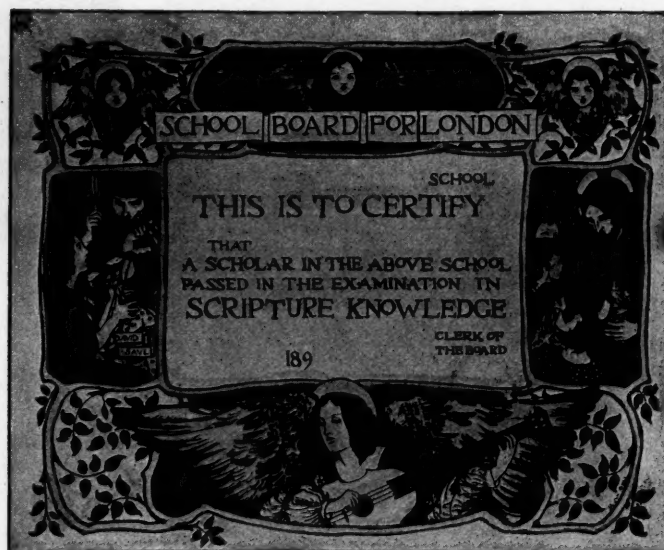 SCHOOL BOARD FOR LONDON
SCHOOL
THIS IS TO CERTIFY
THAT
A SCHOLAR IN THE ABOVE SCHOOL
PASSED IN THE EXAMINATION IN
SCRIPTURE KNOWLEDGE
CLERK OF
THE BOARD
189
DAVID